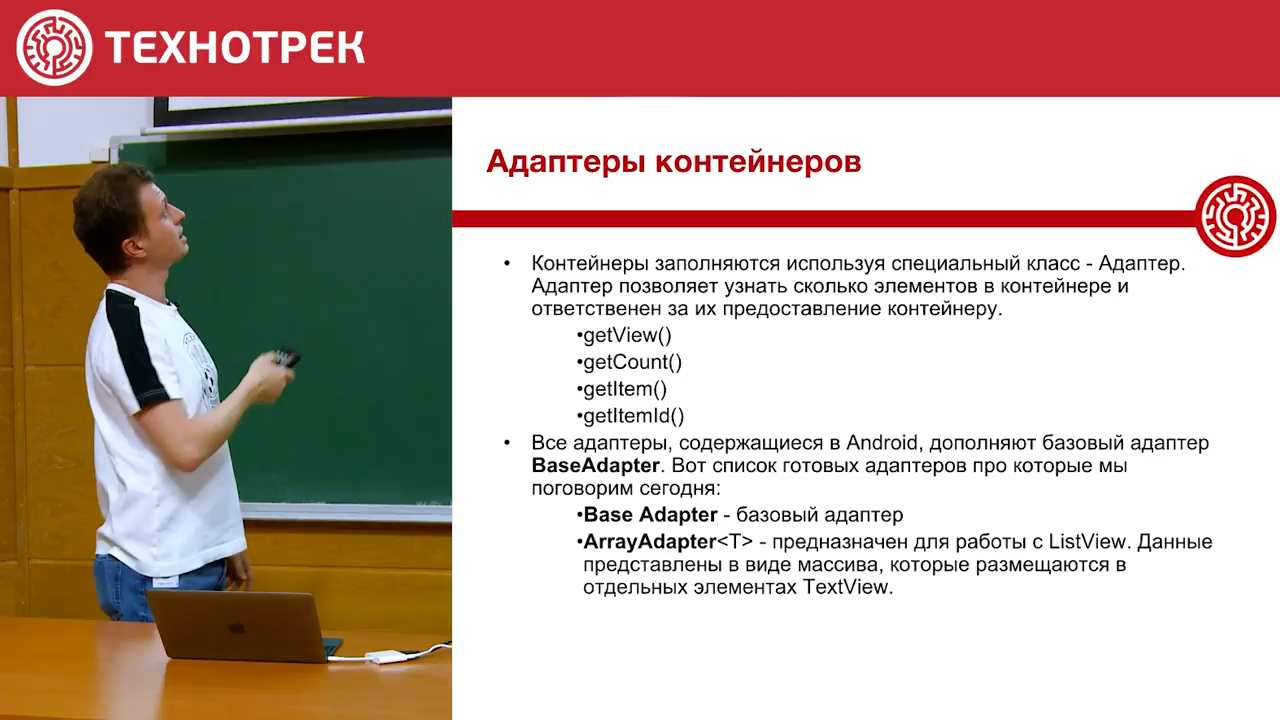 ТЕХНОТРЕК
Адаптеры контейнеров
• Контейнеры заполняются используя специальный класс - Адаптер.
Адаптер позволяет узнать сколько элементов в контейнере и
ответственен за их предоставление контейнеру.
•getView()
•getCount()
•getItem()
•getItemId()
• Все адаптеры, содержащиеся в Android, дополняют базовый адаптер
BaseAdapter. Вот список готовых адаптеров про которые мы
поговорим сегодня:
•Base Adapter - базовый адаптер
•ArrayAdapter<T> - предназначен для работы с ListView. Данные
представлены в виде массива, которые размещаются в
отдельных элементах TextView.